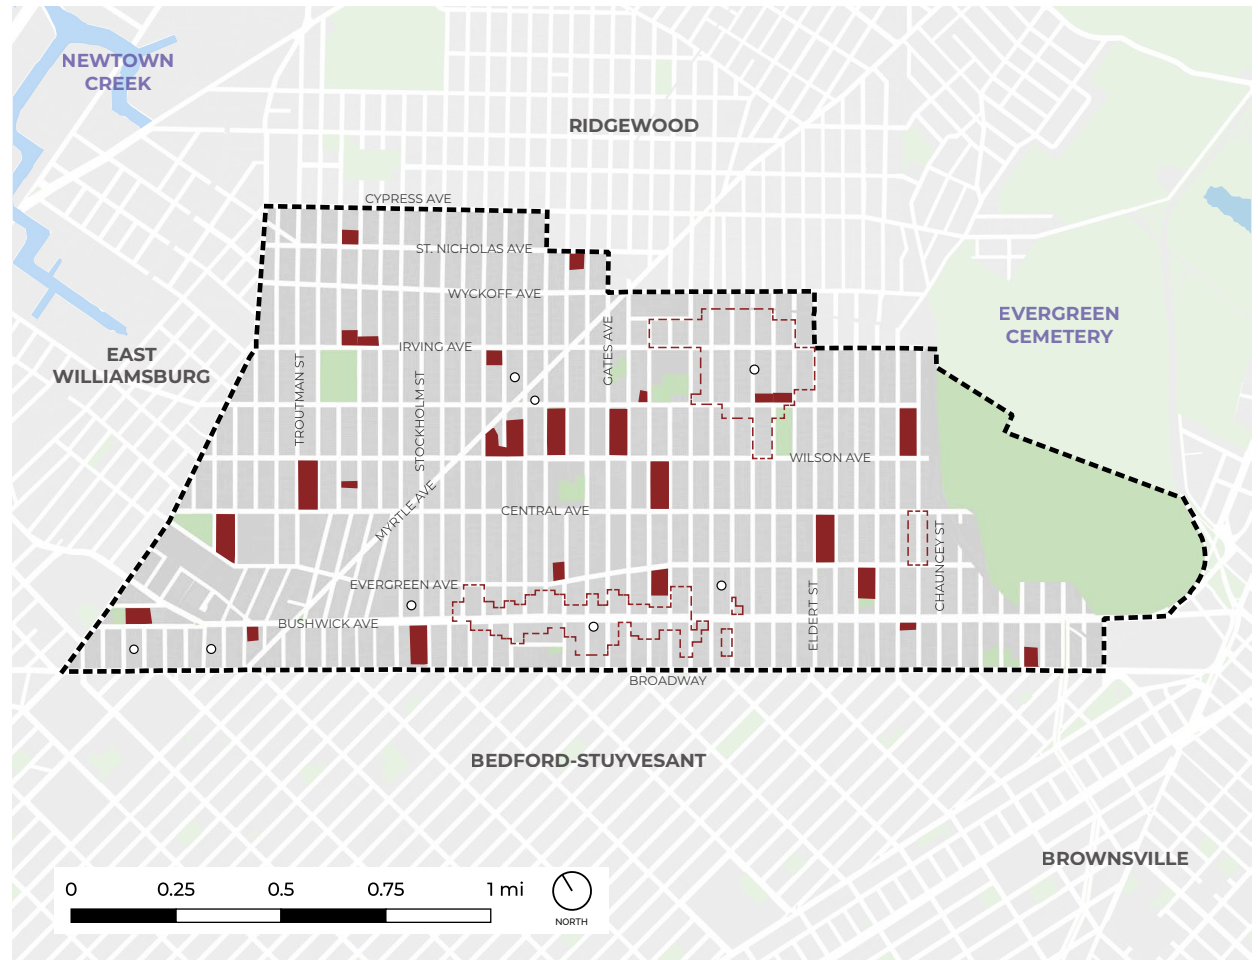 NEWTOWN
CREEK
RIDGEWOOD
CYPRESS AVE
ST. NICHOLAS AVE
WYCKOFF AVE
EVERGREEN
CEMETERY
EAST
WILLIAMSBURG
IRVING AVE
GATES AVE
TROUTMAN ST
STOCKHOLM ST
WILSON AVE
MYRTLE AVE
CENTRAL AVE
CHAUNCEY ST
EVERGREEN AVE
ELDERT ST
BUSHWICK AVE
BROADWAY
BEDFORD-STUYVESANT
BROWNSVILLE
0 0.25 0.5 0.75 1 mi
NORTH